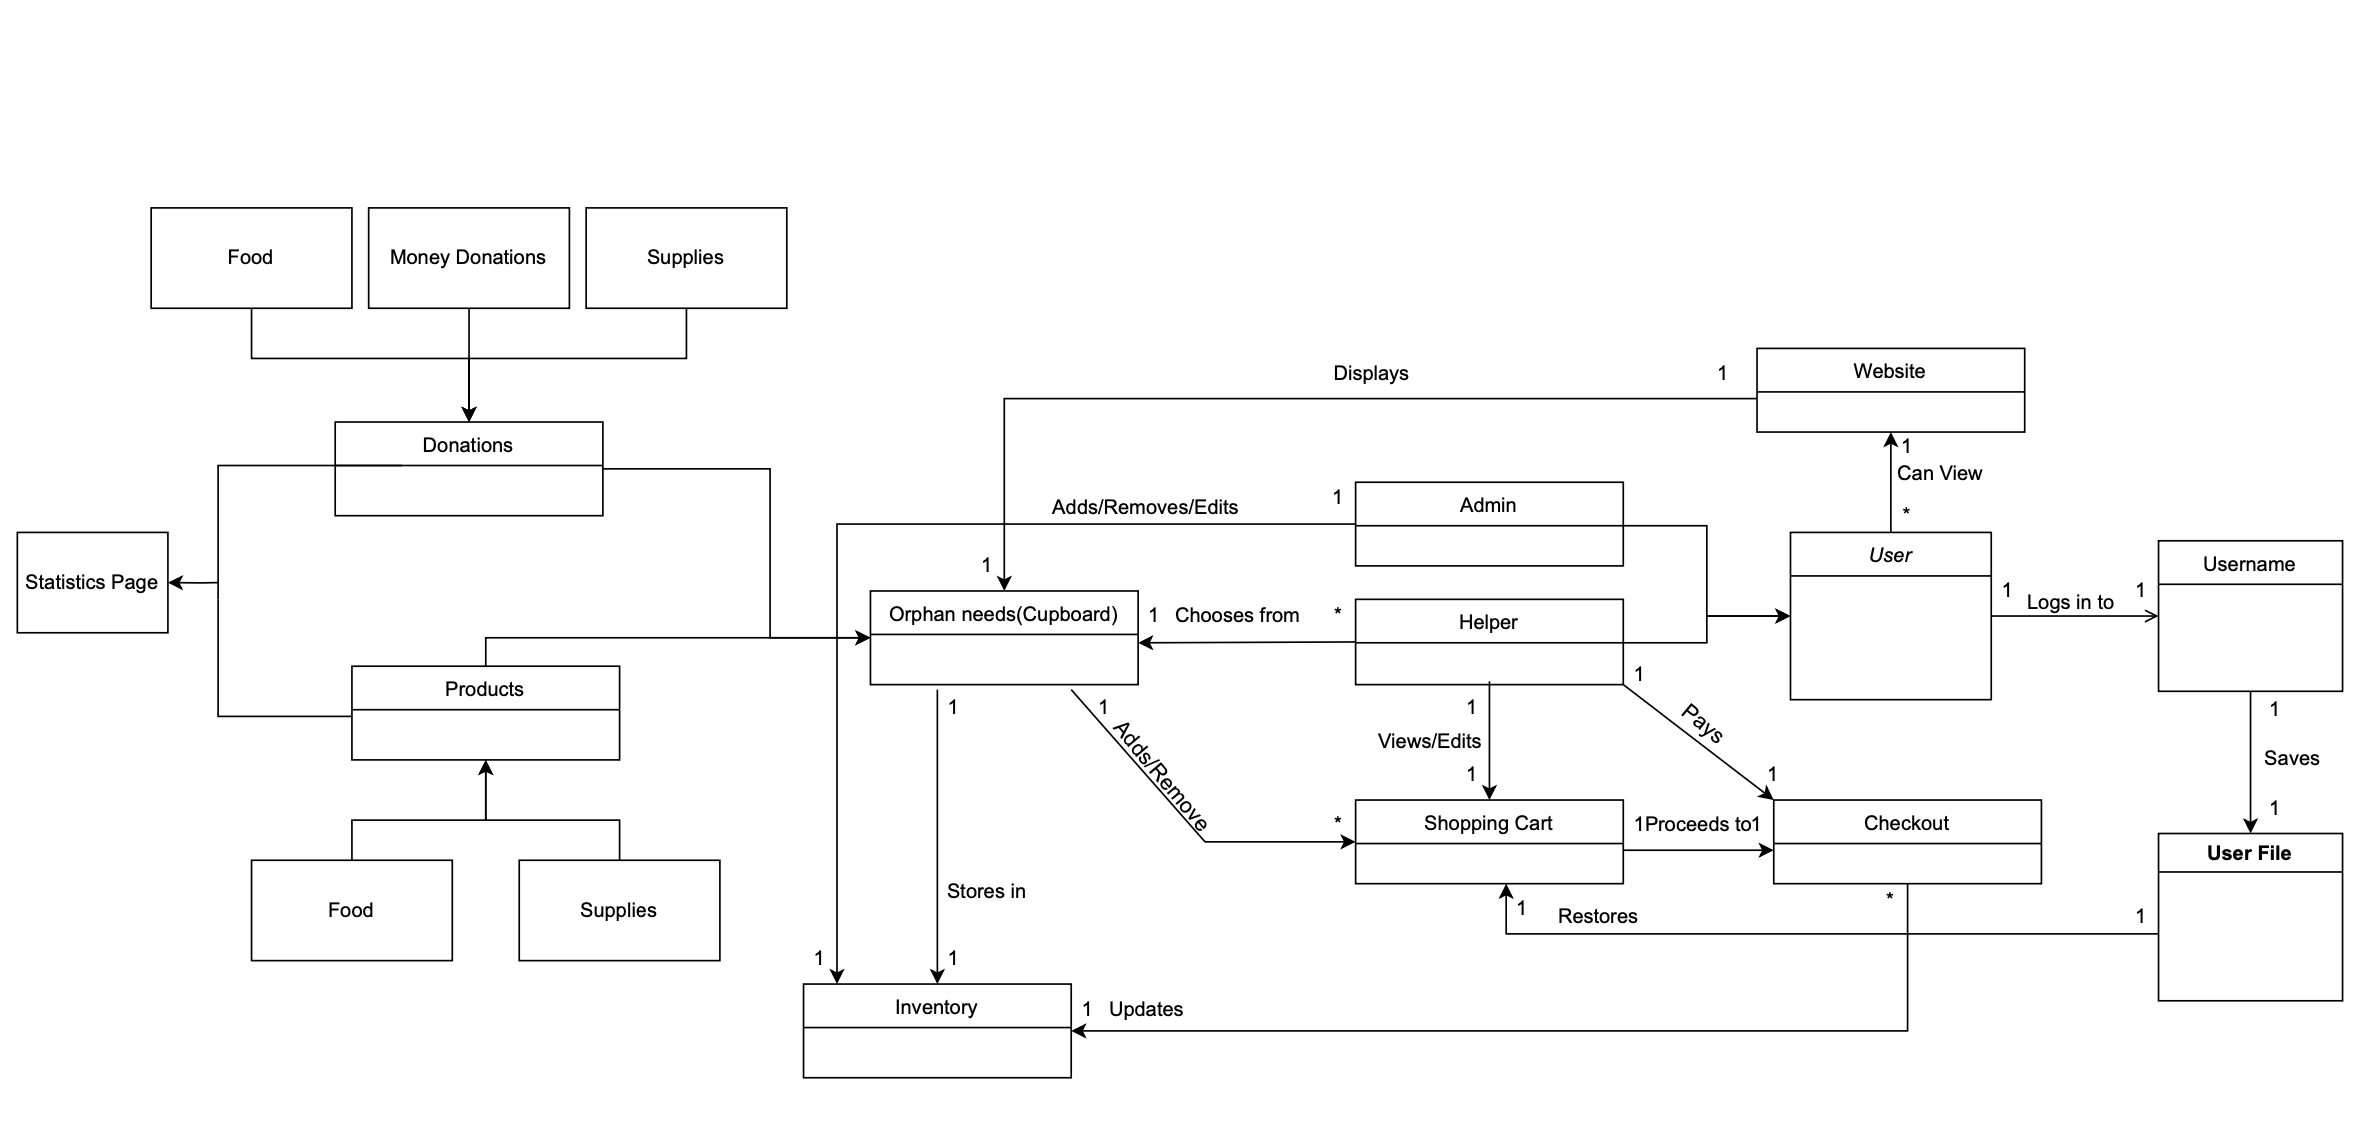 Food
Money Donations
Supplies
Donations
Statistics Page
Products
Food
Supplies
Displays
1
Website
1
Can View
*
Adds/Removes/Edits
1
Admin
1
User
Username
1
Logs in to
1
Orphan needs(Cupboard)
1
Chooses from
*
Helper
1
1
1
Adds/Remove
1
Views/Edits
1
Pays
1
1
Saves
1
*
Shopping Cart
1Proceeds to1
Checkout
User File
Stores in
1
Restores
*
1
1
1
Inventory
1
Updates